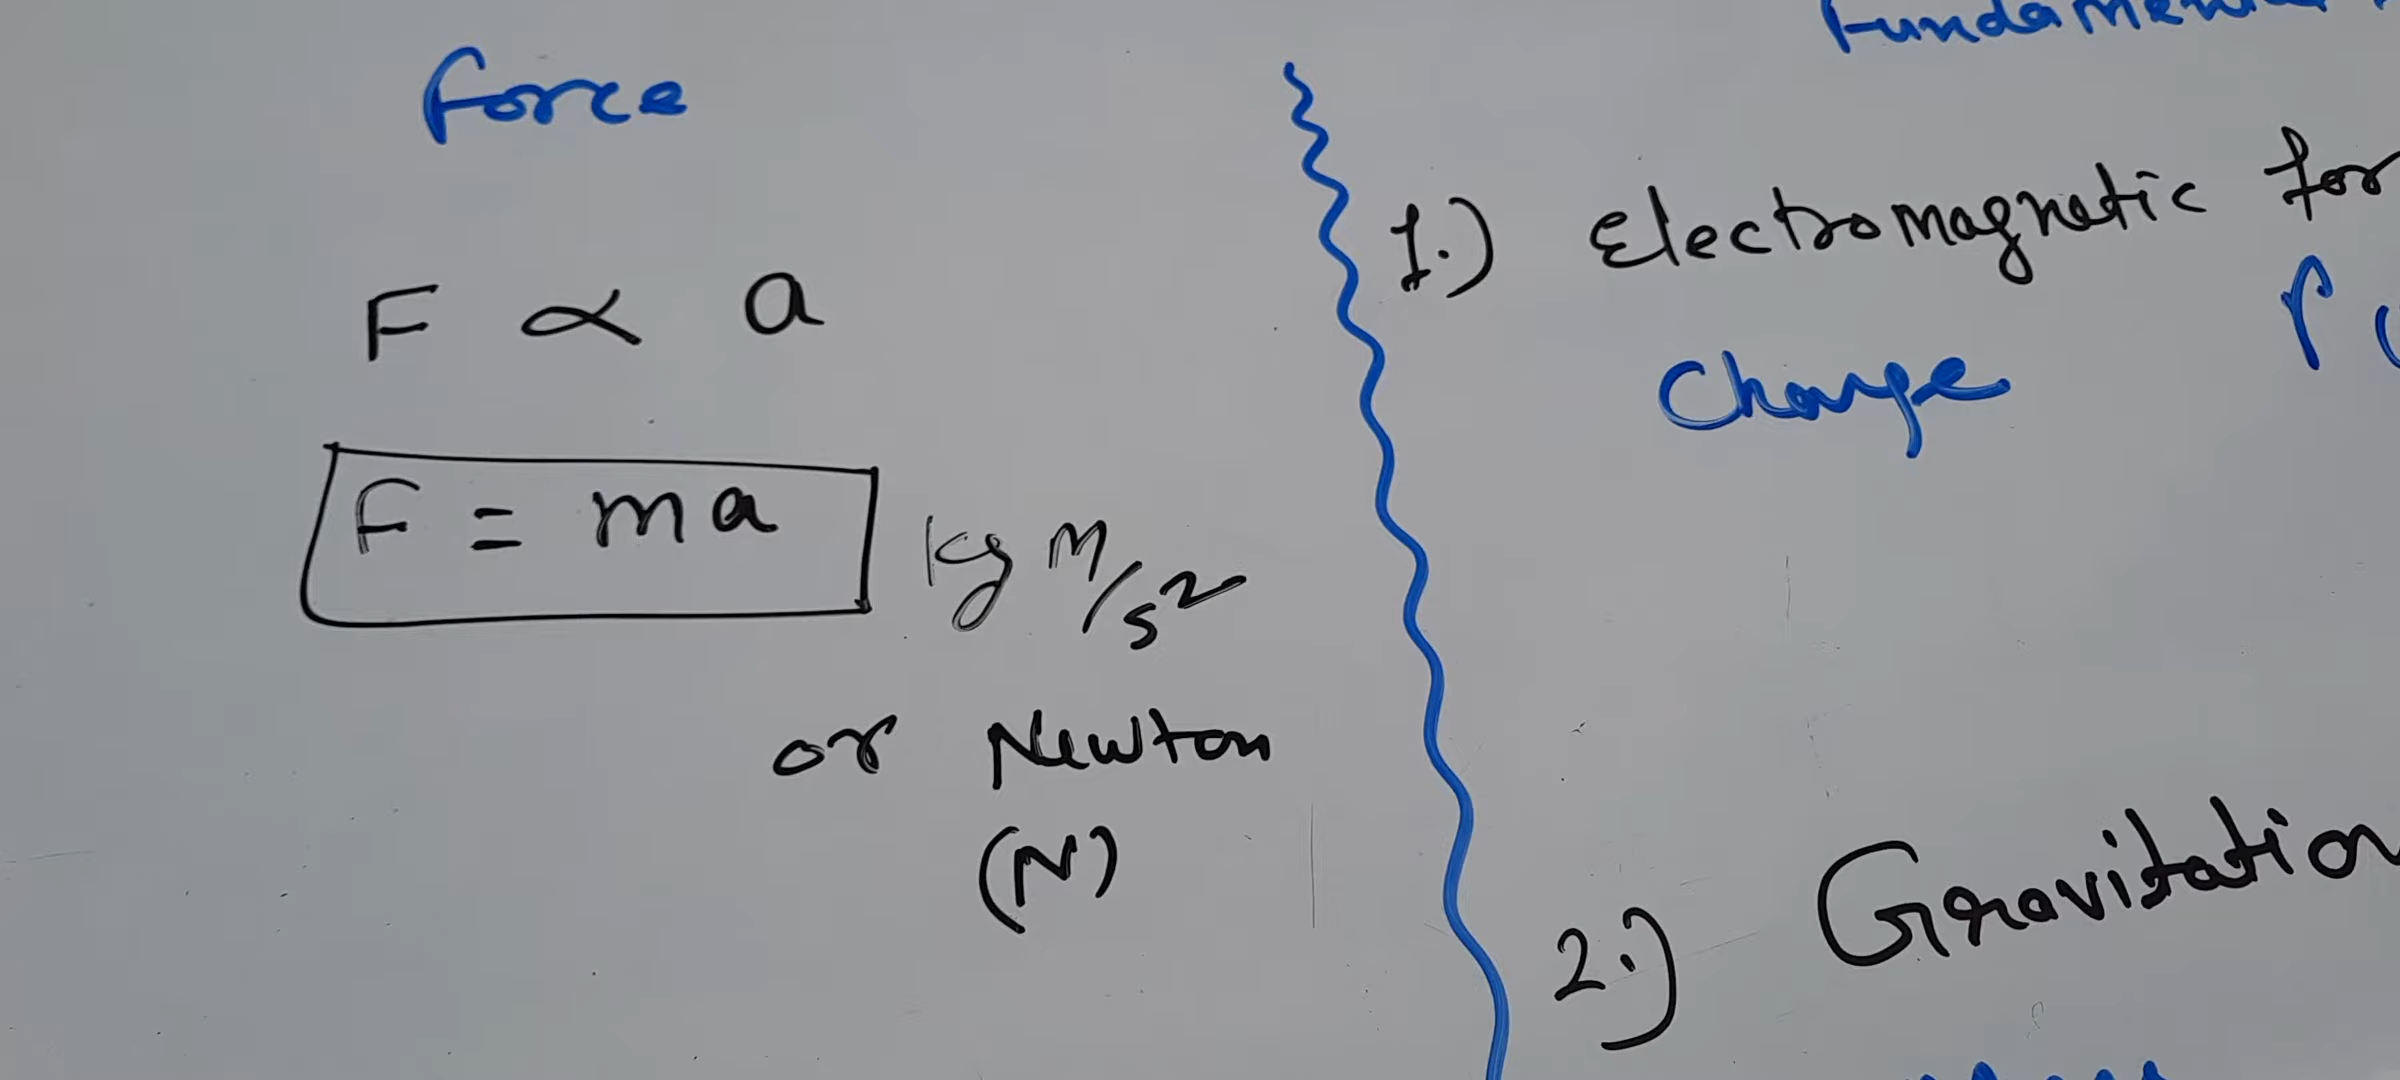 Force
F ∝ a
F = ma
kg m/s²
or Newton
(N)
1.) Electromagnetic
Charge
2.) Gravitation